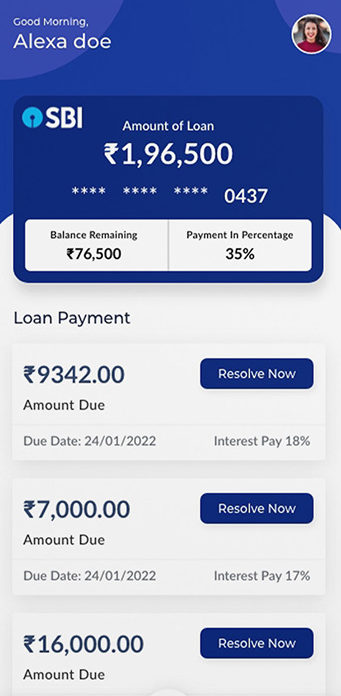 Good Morning,
Alexa doe
SBI
Amount of Loan
₹1,96,500
**** **** **** 0437
Balance Remaining
₹76,500
Payment In Percentage
35%
Loan Payment
₹9342.00
Resolve Now
Amount Due
Due Date: 24/01/2022
Interest Pay 18%
₹7,000.00
Resolve Now
Amount Due
Due Date: 24/01/2022
Interest Pay 17%
₹16,000.00
Resolve Now
Amount Due